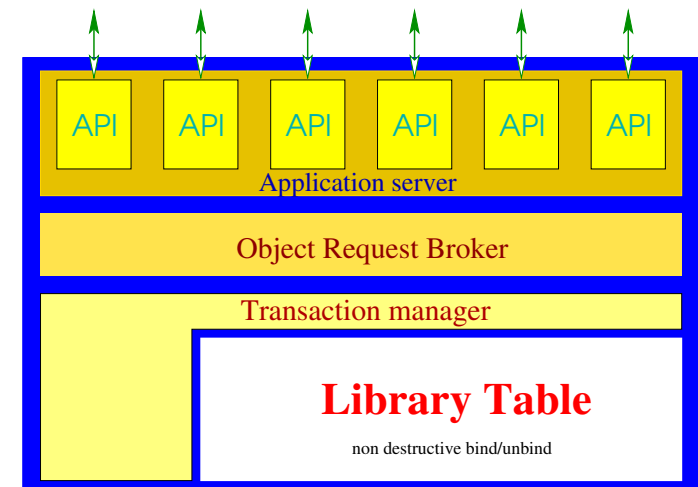 API API API API API API
Application server
Object Request Broker
Transaction manager
Library Table
non destructive bind/unbind